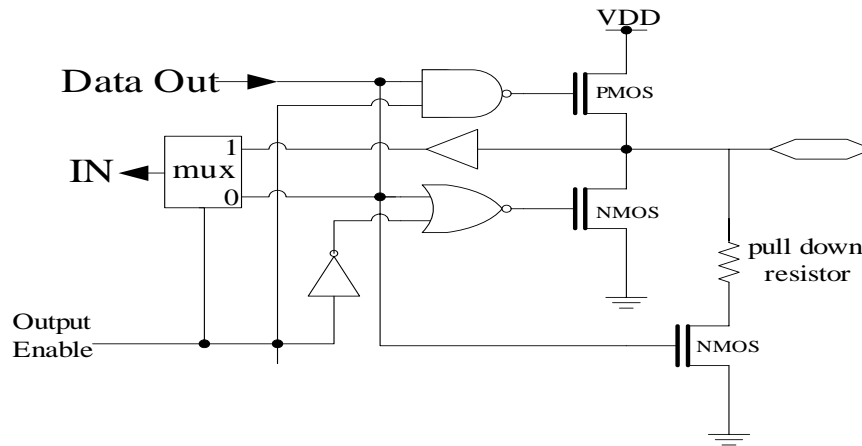 VDD
Data Out
PMOS
1
IN
mux
0
NMOS
pull down
resistor
Output
Enable
NMOS